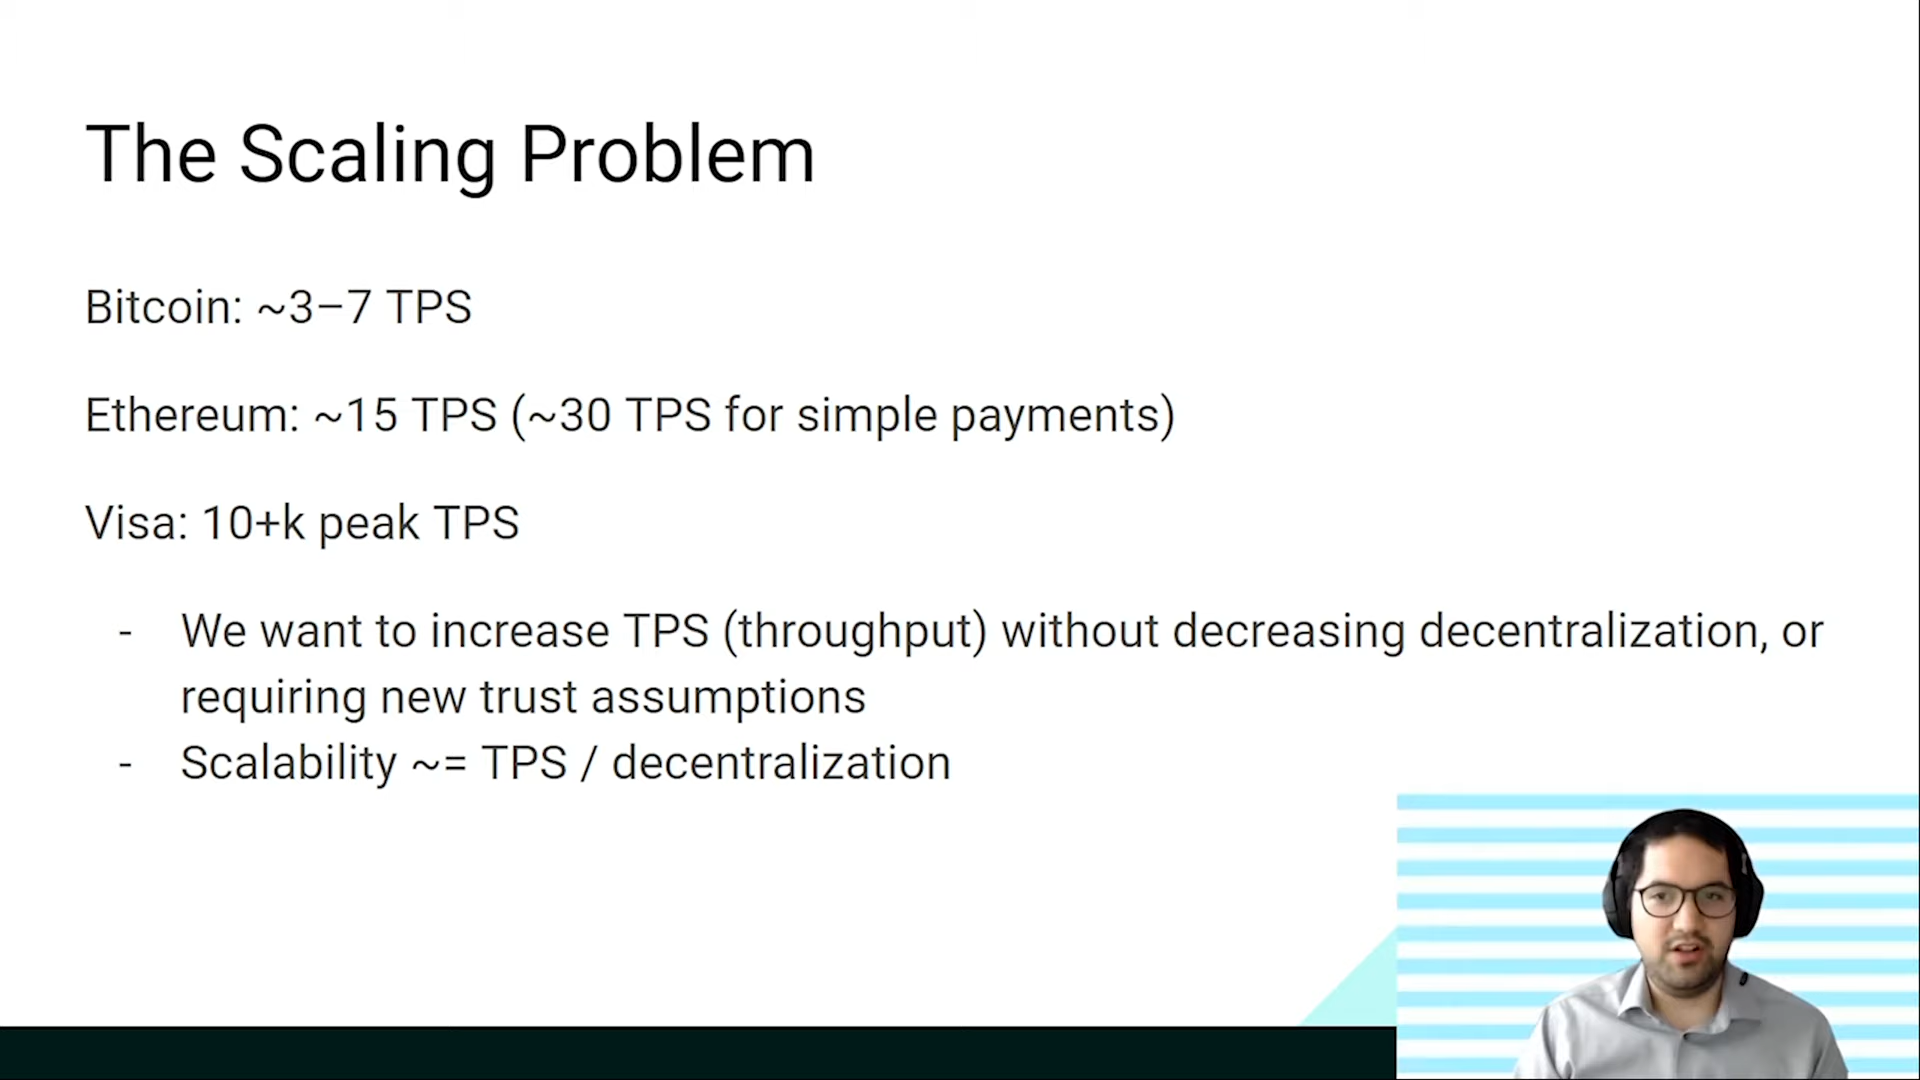 The Scaling Problem
Bitcoin: ~3–7 TPS
Ethereum: ~15 TPS (~30 TPS for simple payments)
Visa: 10+k peak TPS
- We want to increase TPS (throughput) without decreasing decentralization, or
requiring new trust assumptions
- Scalability ~= TPS / decentralization